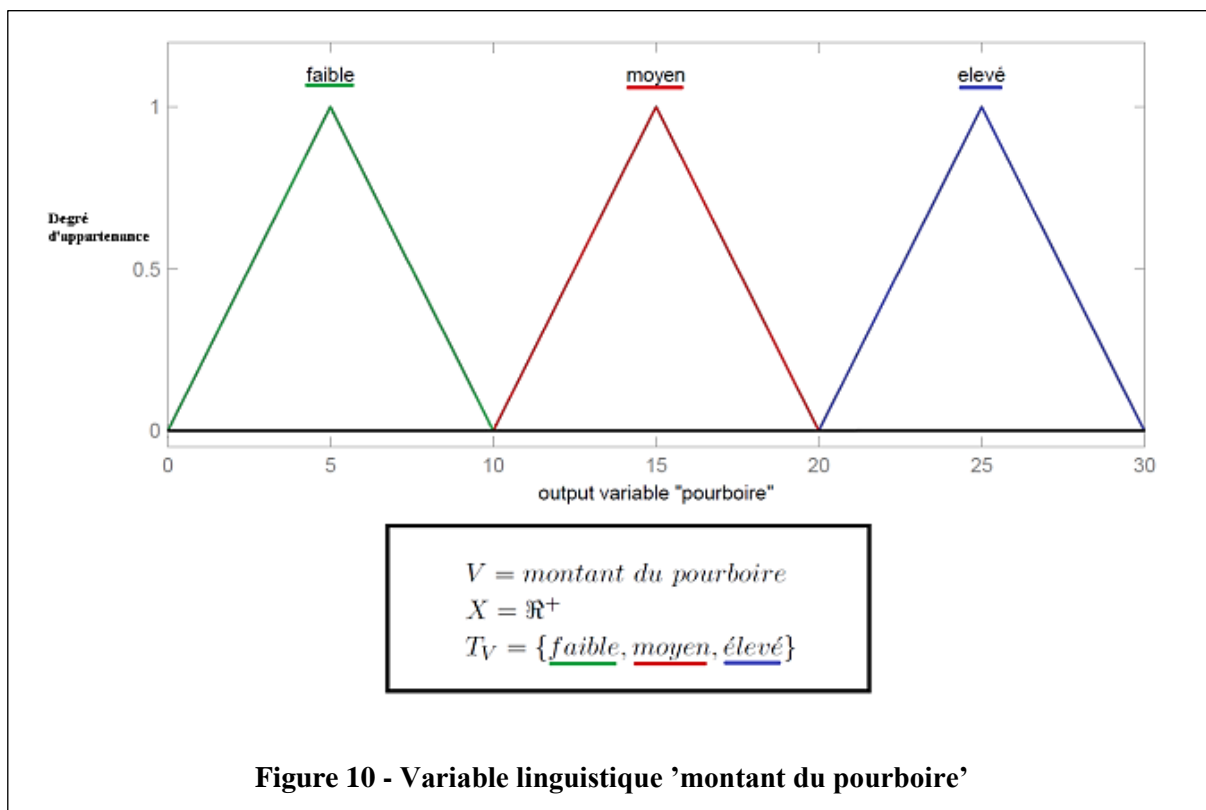 faible moyen elevé
1
Degré
d'appartenance
0.5
0
0 5 10 15 20 25 30
output variable "pourboire"
V = montant du pourboire
X = ℜ⁺
T_V = {faible, moyen, élevé}
Figure 10 - Variable linguistique ’montant du pourboire’